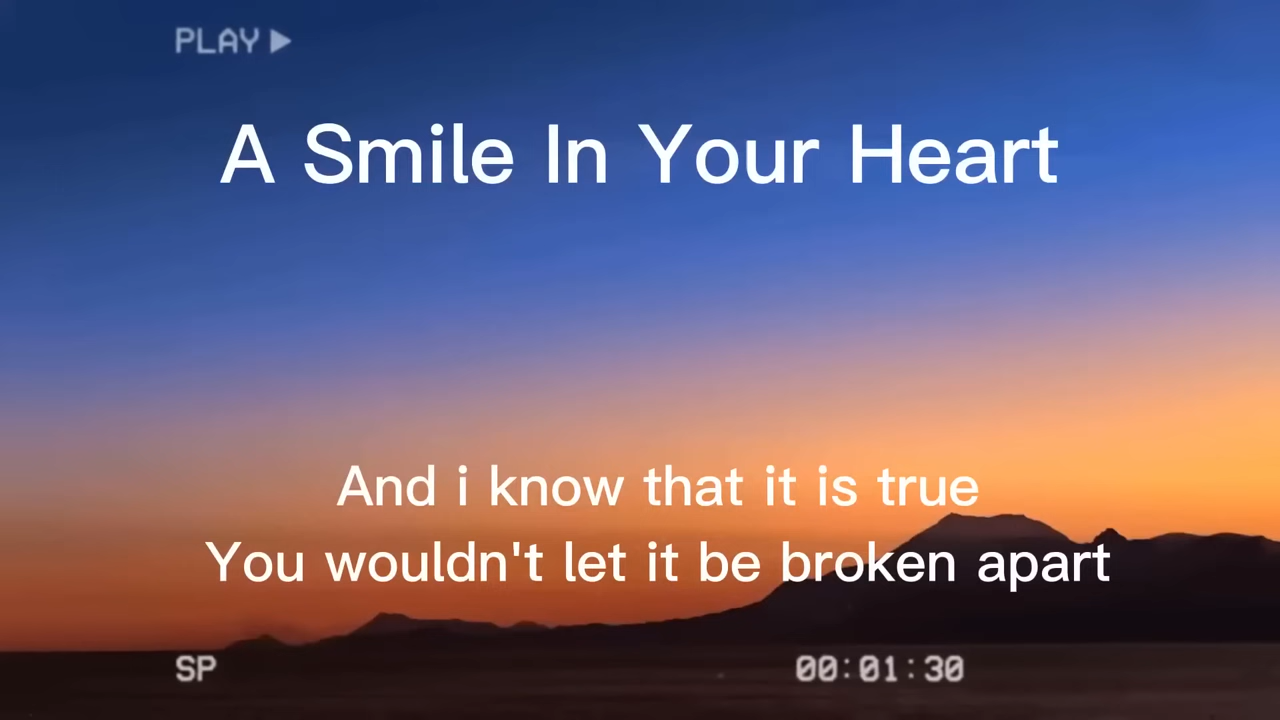 PLAY ▶
A Smile In Your Heart
And i know that it is true
You wouldn't let it be broken apart
SP
00:01:30